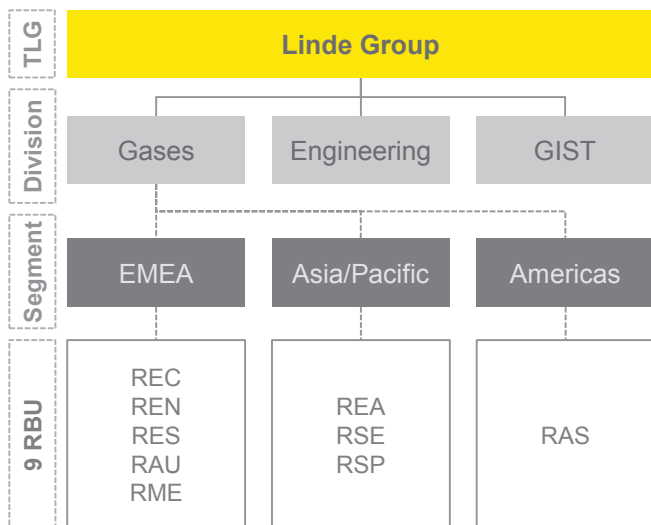 TLG
Linde Group
Division
Gases
Engineering
GIST
Segment
EMEA
Asia/Pacific
Americas
9 RBU
REC
REN
RES
RAU
RME
REA
RSE
RSP
RAS